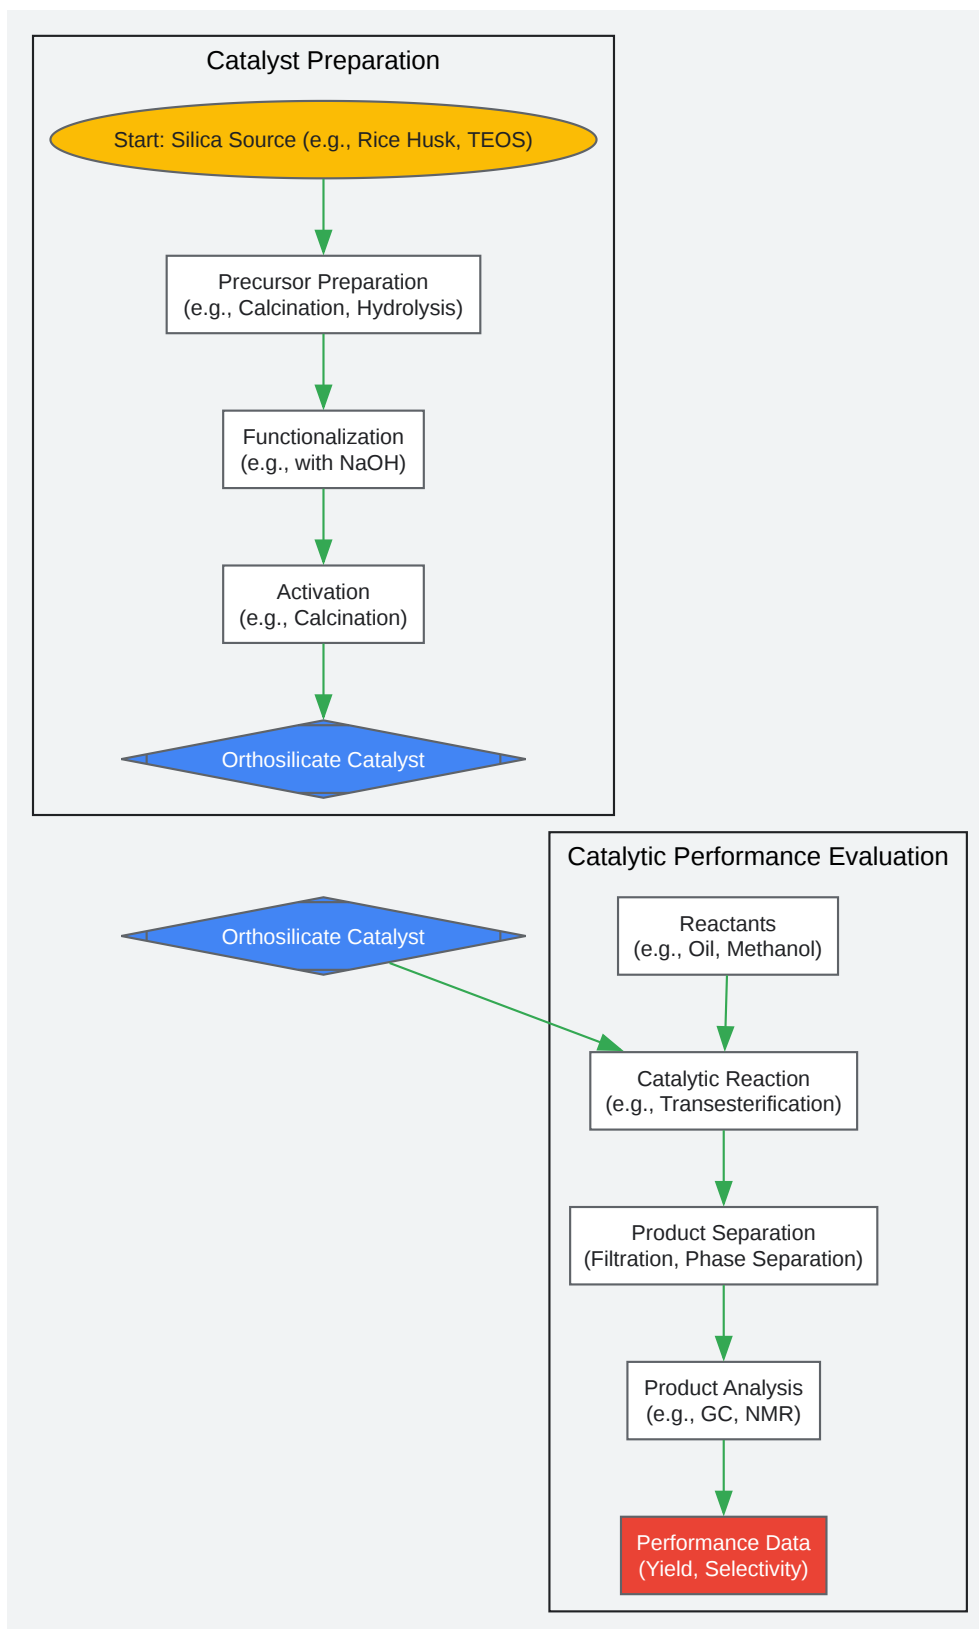 Catalyst Preparation
Start: Silica Source (e.g., Rice Husk, TEOS)
Precursor Preparation
(e.g., Calcination, Hydrolysis)
Functionalization
(e.g., with NaOH)
Activation
(e.g., Calcination)
Orthosilicate Catalyst
Catalytic Performance Evaluation
Orthosilicate Catalyst
Reactants
(e.g., Oil, Methanol)
Catalytic Reaction
(e.g., Transesterification)
Product Separation
(Filtration, Phase Separation)
Product Analysis
(e.g., GC, NMR)
Performance Data
(Yield, Selectivity)